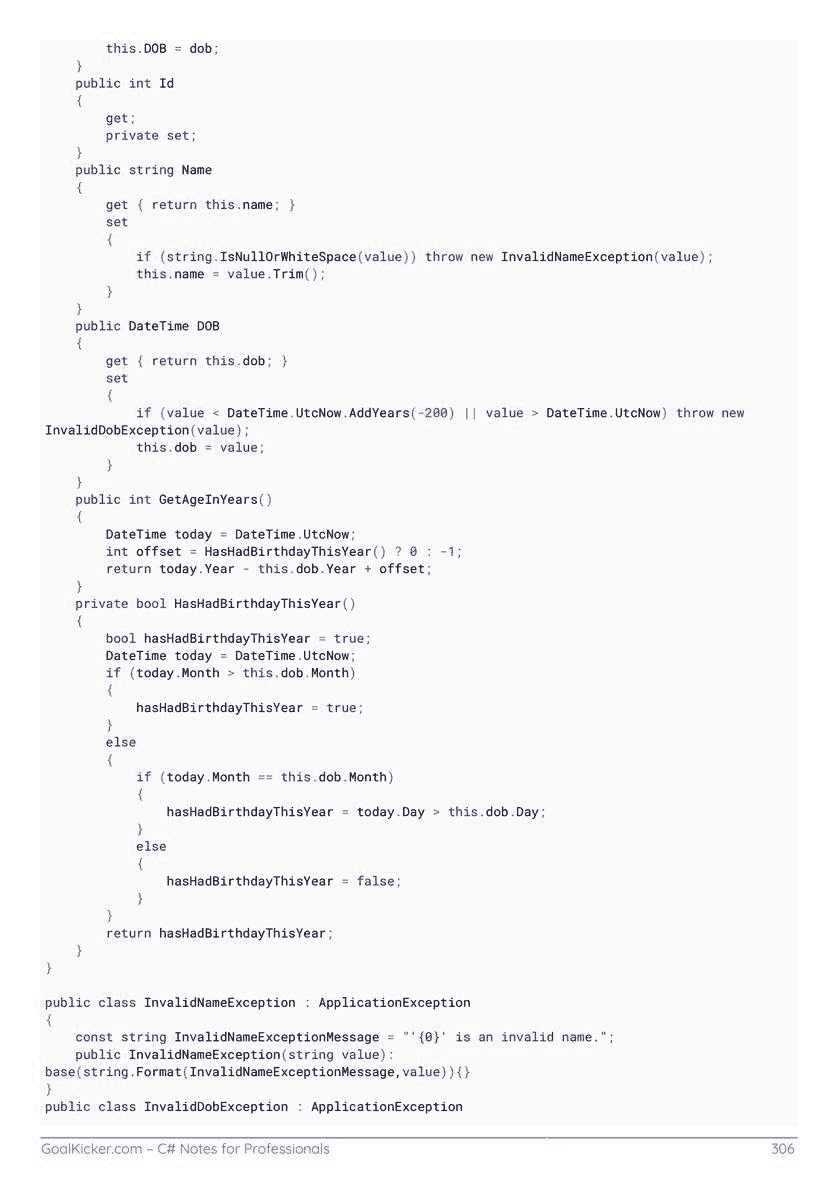 this.DOB = dob;
    }
    public int Id
    {
        get;
        private set;
    }
    public string Name
    {
        get { return this.name; }
        set
        {
            if (string.IsNullOrWhiteSpace(value)) throw new InvalidNameException(value);
            this.name = value.Trim();
        }
    }
    public DateTime DOB
    {
        get { return this.dob; }
        set
        {
            if (value < DateTime.UtcNow.AddYears(-200) || value > DateTime.UtcNow) throw new
InvalidDobException(value);
            this.dob = value;
        }
    }
    public int GetAgeInYears()
    {
        DateTime today = DateTime.UtcNow;
        int offset = HasHadBirthdayThisYear() ? 0 : -1;
        return today.Year - this.dob.Year + offset;
    }
    private bool HasHadBirthdayThisYear()
    {
        bool hasHadBirthdayThisYear = true;
        DateTime today = DateTime.UtcNow;
        if (today.Month > this.dob.Month)
        {
            hasHadBirthdayThisYear = true;
        }
        else
        {
            if (today.Month == this.dob.Month)
            {
                hasHadBirthdayThisYear = today.Day > this.dob.Day;
            }
            else
            {
                hasHadBirthdayThisYear = false;
            }
        }
        return hasHadBirthdayThisYear;
    }
}

public class InvalidNameException : ApplicationException
{
    const string InvalidNameExceptionMessage = "'{0}' is an invalid name.";
    public InvalidNameException(string value):
base(string.Format(InvalidNameExceptionMessage,value)){}
}
public class InvalidDobException : ApplicationException
GoalKicker.com – C# Notes for Professionals
306